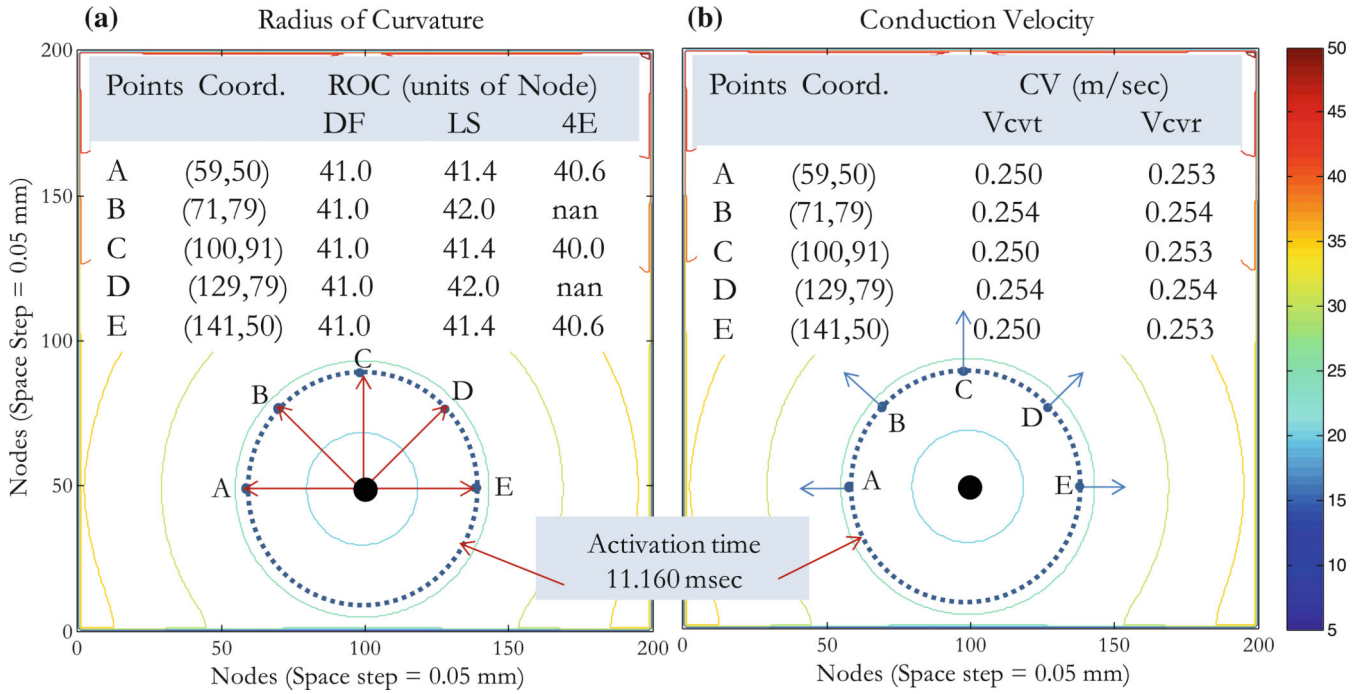 (a) Radius of Curvature
200
150
100
50
0
Nodes (Space Step = 0.05 mm)
Points Coord. ROC (units of Node)
DF LS 4E
A (59,50) 41.0 41.4 40.6
B (71,79) 41.0 42.0 nan
C (100,91) 41.0 41.4 40.0
D (129,79) 41.0 42.0 nan
E (141,50) 41.0 41.4 40.6
C
B
D
A
E
50 100 150 200
Nodes (Space step = 0.05 mm)
Activation time
11.160 msec
(b) Conduction Velocity
Points Coord. CV (m/sec)
Vcvt Vcvr
A (59,50) 0.250 0.253
B (71,79) 0.254 0.254
C (100,91) 0.250 0.253
D (129,79) 0.254 0.254
E (141,50) 0.250 0.253
C
B
D
A
E
0 50 100 150 200
Nodes (Space step = 0.05 mm)
50
45
40
35
30
25
20
15
10
5